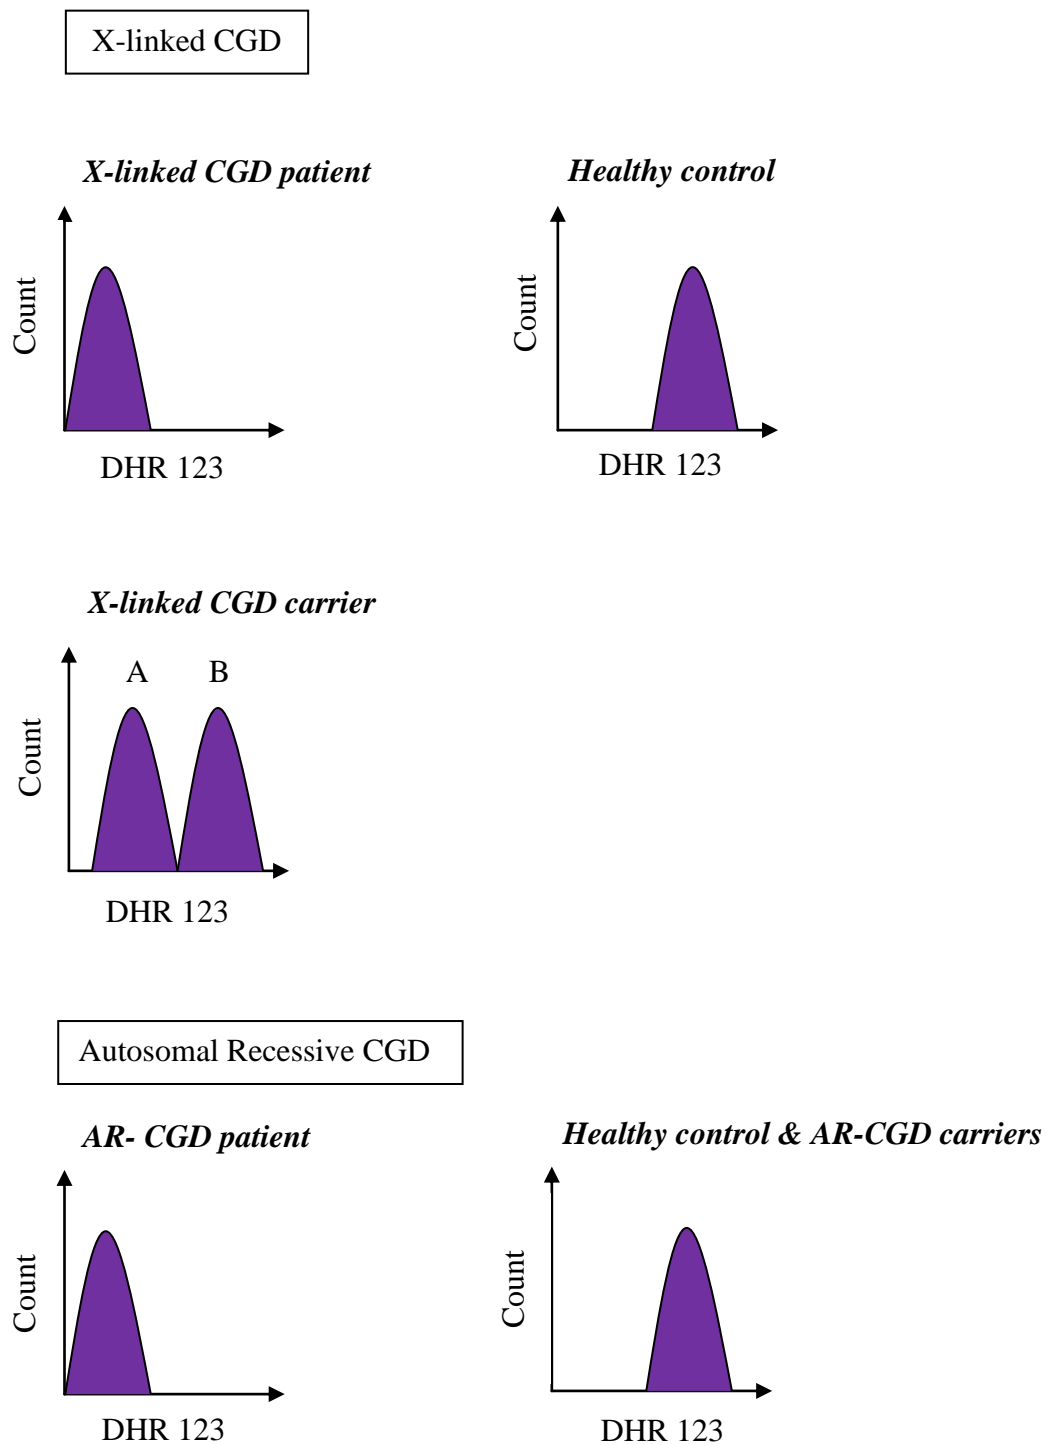 X-linked CGD
X-linked CGD patient
Healthy control
Count
DHR 123
Count
DHR 123
X-linked CGD carrier
A
B
Count
DHR 123
Autosomal Recessive CGD
AR- CGD patient
Healthy control & AR-CGD carriers
Count
DHR 123
Count
DHR 123